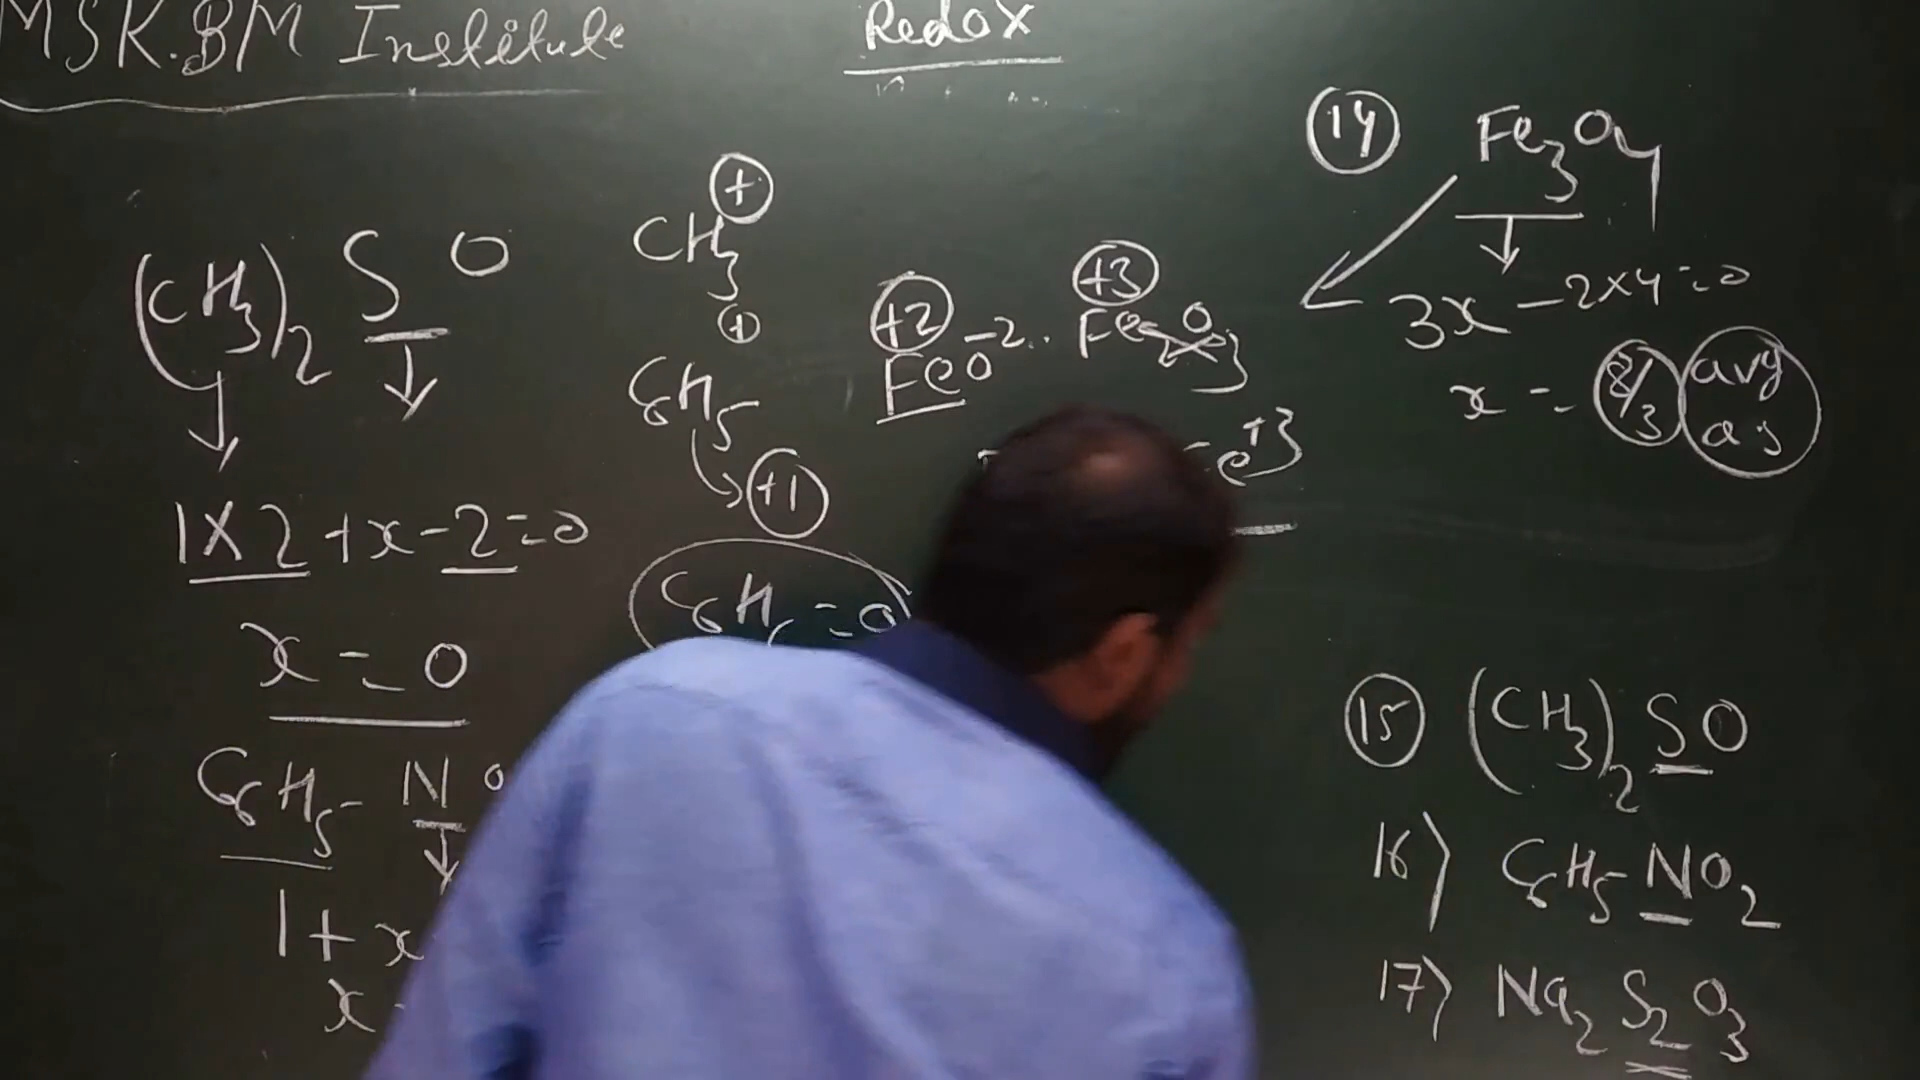 MSK.BM Institute
Redox
(CH3)2 S O
1X2 +x-2=0
x = 0
C6H5- N O
1+x
x-
+
CH3
+
C6H5
+1
C6H5 = 0
+2
FeO-2..
+3
Fe2O3
e+3
14 Fe3O4
3x - 2x4=0
x = 8/3 avg
15 (CH3)2 SO
16) C6H5 NO2
17) Na2 S2 O3